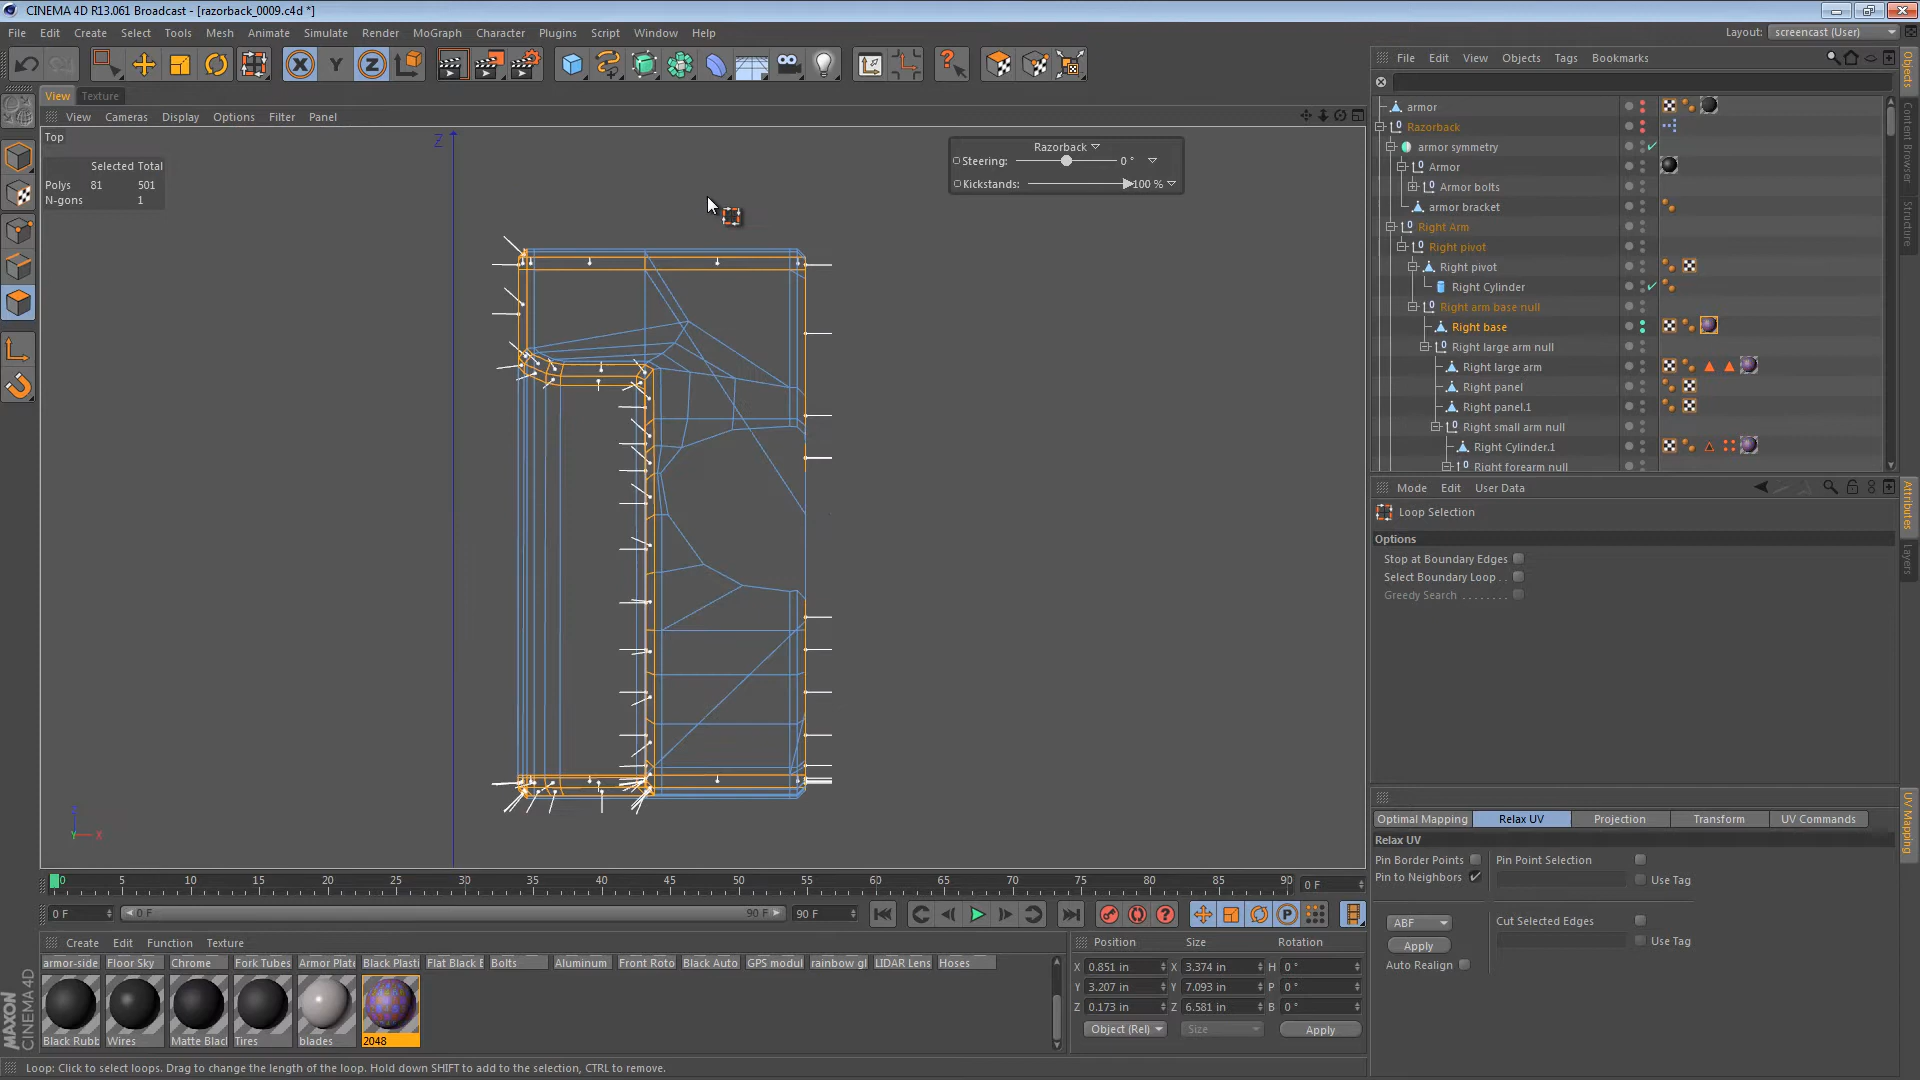 CINEMA 4D R13.061 Broadcast - [razorback_0009.c4d *]
File Edit Create Select Tools Mesh Animate Simulate Render MoGraph Character Plugins Script Window Help
Layout: screencast (User)
X Y Z
View Texture
View Cameras Display Options Filter Panel
Top
Selected Total
Polys 81 501
N-gons 1
Z
Razorback
Steering: 0 °
Kickstands: 100 %
File Edit View Objects Tags Bookmarks
armor
Razorback
armor symmetry
Armor
Armor bolts
armor bracket
Right Arm
Right pivot
Right pivot
Right Cylinder
Right arm base null
Right base
Right large arm null
Right large arm
Right panel
Right panel.1
Right small arm null
Right Cylinder.1
Right forearm null
Objects
Content Browser
Structure
Mode Edit User Data
Loop Selection
Options
Stop at Boundary Edges
Select Boundary Loop . .
Greedy Search . . . . . . . .
Attributes
Layers
Optimal Mapping Relax UV Projection Transform UV Commands
Relax UV
Pin Border Points Pin Point Selection
Pin to Neighbors Use Tag
ABF Cut Selected Edges
Apply Use Tag
Auto Realign
UV Mapping
Y X
0 5 10 15 20 25 30 35 40 45 50 55 60 65 70 75 80 85 90 0 F
0 F 0 F 90 F 90 F
Create Edit Function Texture
armor-side Floor Sky Chrome Fork Tubes Armor Plate Black Plasti Flat Black E Bolts Aluminum Front Roto Black Auto GPS modul rainbow gl LIDAR Lens Hoses
Black Rubb Wires Matte Blacl Tires blades 2048
Position Size Rotation
X 0.851 in X 3.374 in H 0 °
Y 3.207 in Y 7.093 in P 0 °
Z 0.173 in Z 6.581 in B 0 °
Object (Rel) Size Apply
MAXON CINEMA 4D
Loop: Click to select loops. Drag to change the length of the loop. Hold down SHIFT to add to the selection, CTRL to remove.